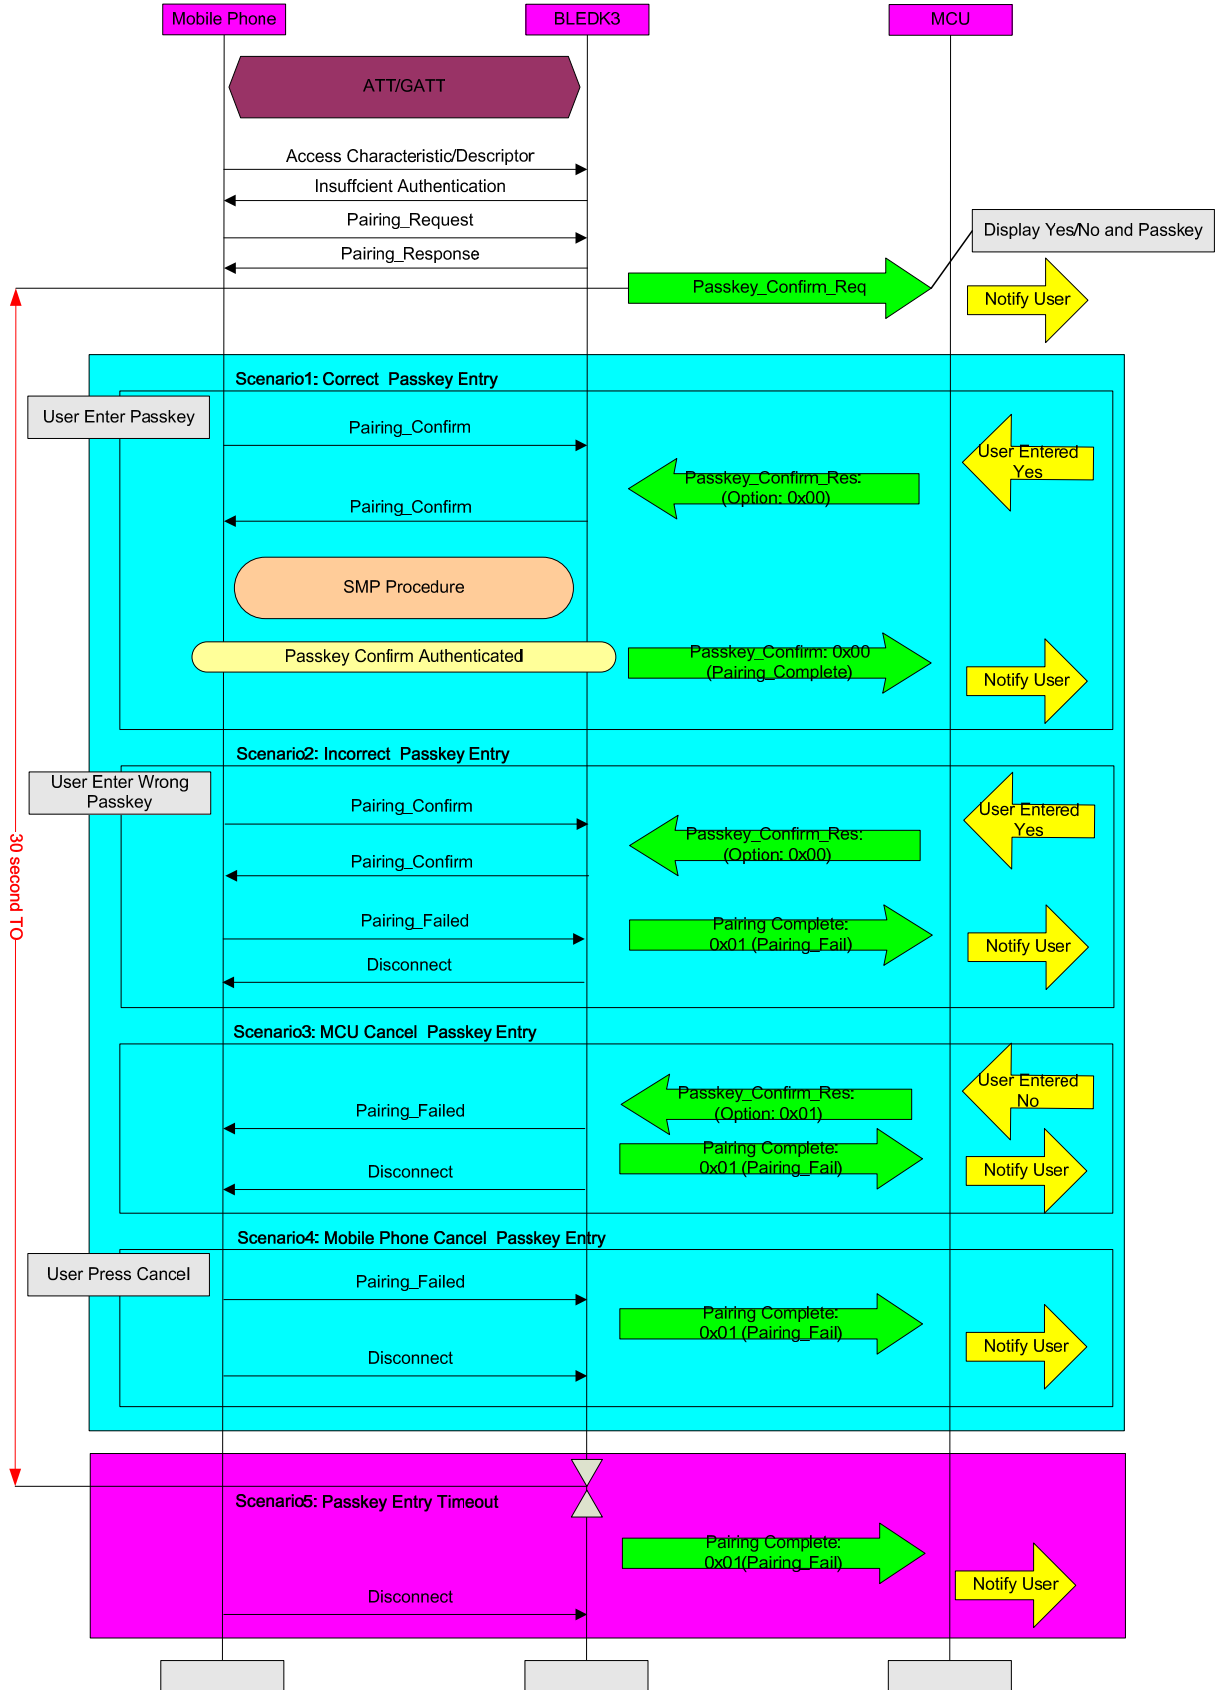 Mobile Phone
BLEDK3
MCU
ATT/GATT
Access Characteristic/Descriptor
Insuffcient Authentication
Pairing_Request
Display Yes/No and Passkey
Pairing_Response
Passkey_Confirm_Req
Notify User
Scenario1: Correct Passkey Entry
User Enter Passkey
Pairing_Confirm
User Entered
Yes
Passkey_Confirm_Res:
(Option: 0x00)
Pairing_Confirm
SMP Procedure
Passkey Confirm Authenticated
Passkey_Confirm: 0x00
(Pairing_Complete)
Notify User
Scenario2: Incorrect Passkey Entry
User Enter Wrong
Passkey
Pairing_Confirm
User Entered
Yes
Passkey_Confirm_Res:
(Option: 0x00)
Pairing_Confirm
30 second TO
Pairing_Failed
Pairing Complete:
0x01 (Pairing_Fail)
Notify User
Disconnect
Scenario3: MCU Cancel Passkey Entry
User Entered
No
Passkey_Confirm_Res:
(Option: 0x01)
Pairing_Failed
Pairing Complete:
0x01 (Pairing_Fail)
Notify User
Disconnect
Scenario4: Mobile Phone Cancel Passkey Entry
User Press Cancel
Pairing_Failed
Pairing Complete:
0x01 (Pairing_Fail)
Notify User
Disconnect
Scenario5: Passkey Entry Timeout
Pairing Complete:
0x01(Pairing_Fail)
Notify User
Disconnect